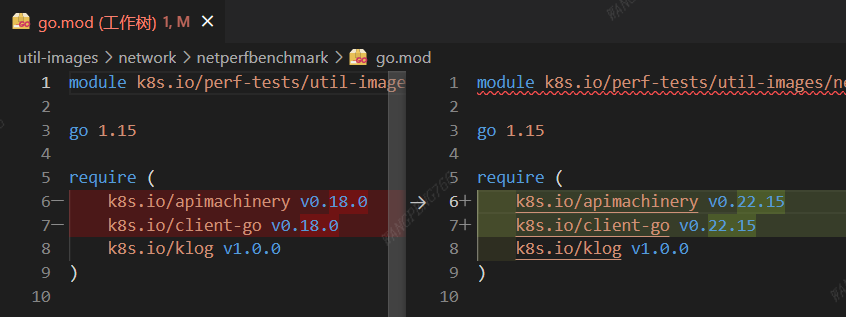 go.mod (工作树) 1, M
util-images > network > netperfbenchmark > go.mod
1 module k8s.io/perf-tests/util-image
2
3 go 1.15
4
5 require (
6 k8s.io/apimachinery v0.18.0
7 k8s.io/client-go v0.18.0
8 k8s.io/klog v1.0.0
9 )
10
1 module k8s.io/perf-tests/util-images/ne
2
3 go 1.15
4
5 require (
6+ k8s.io/apimachinery v0.22.15
7+ k8s.io/client-go v0.22.15
8 k8s.io/klog v1.0.0
9 )
10